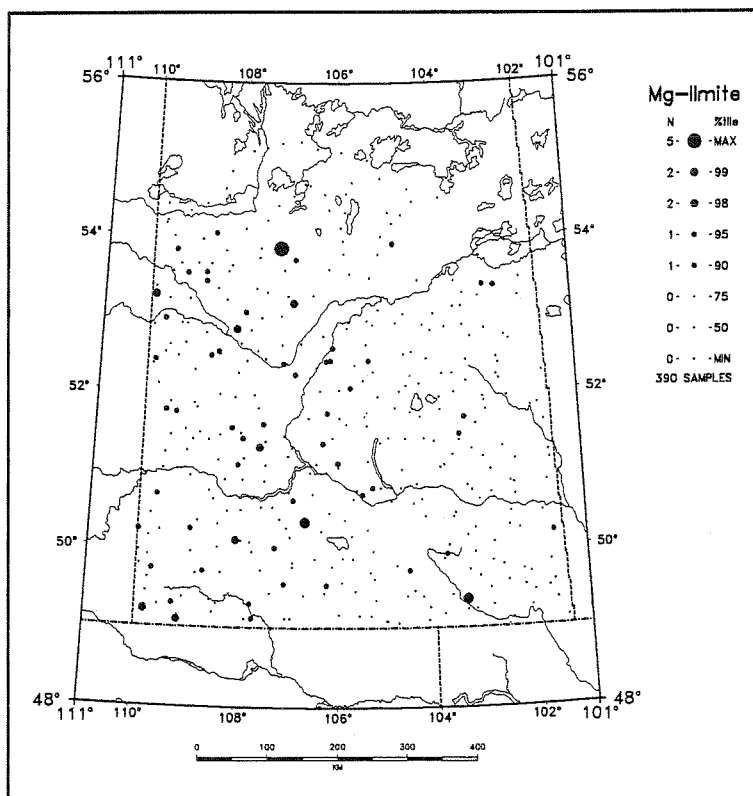 111° 110° 108° 106° 104° 102° 101°
56° 56°
54° 54°
52° 52°
50° 50°
48° 48°
111° 110° 108° 106° 104° 102° 101°
Mg-Ilmite
N %ile
5- -MAX
2- -99
2- -98
1- -95
1- -90
0- -75
0- -50
0- -MIN
390 SAMPLES
0 100 200 300 400
KM